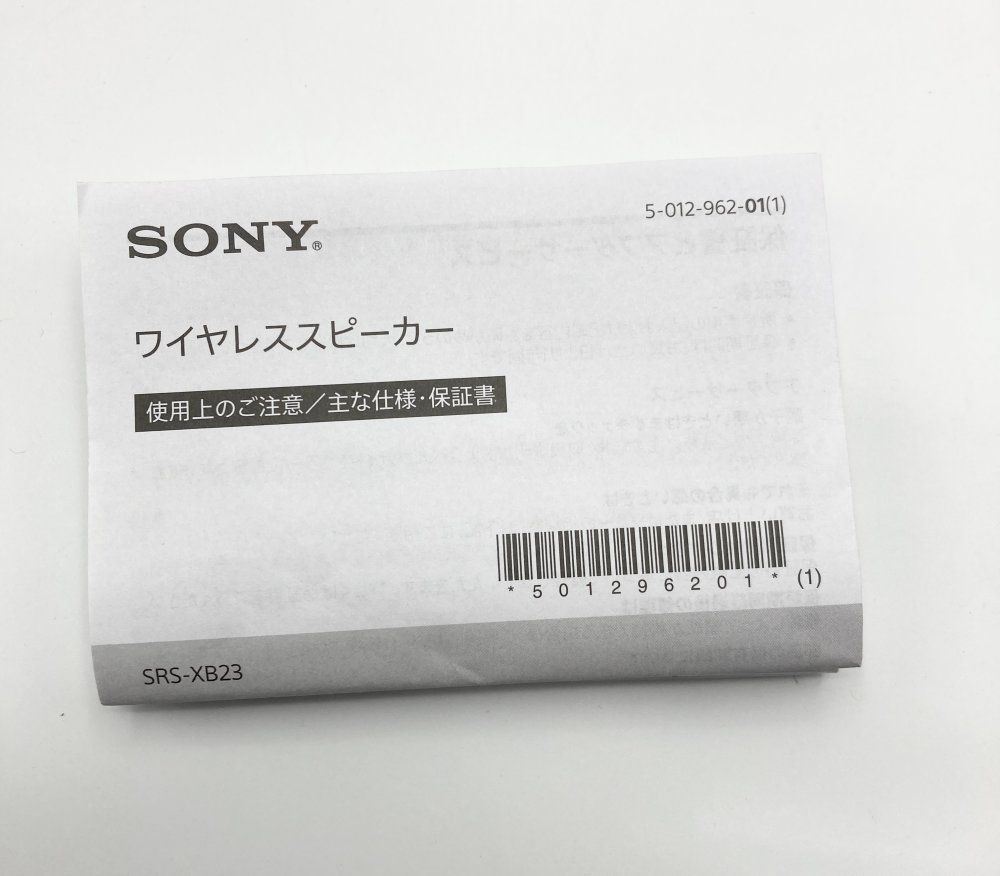 5-012-962-01(1)
SONY®
ワイヤレススピーカー
使用上のご注意／主な仕様・保証書
*501296201* (1)
SRS-XB23